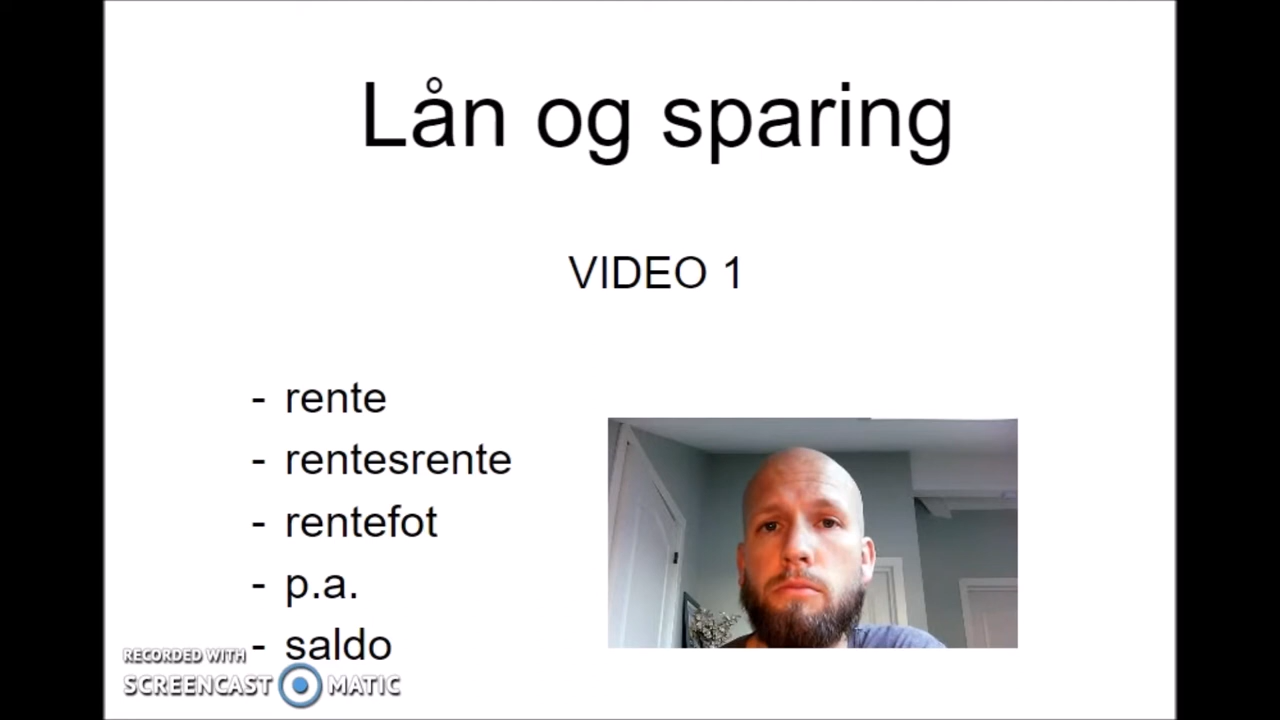 Lån og sparing
VIDEO 1
- rente
- rentesrente
- rentefot
- p.a.
- saldo
RECORDED WITH
SCREENCAST MATIC